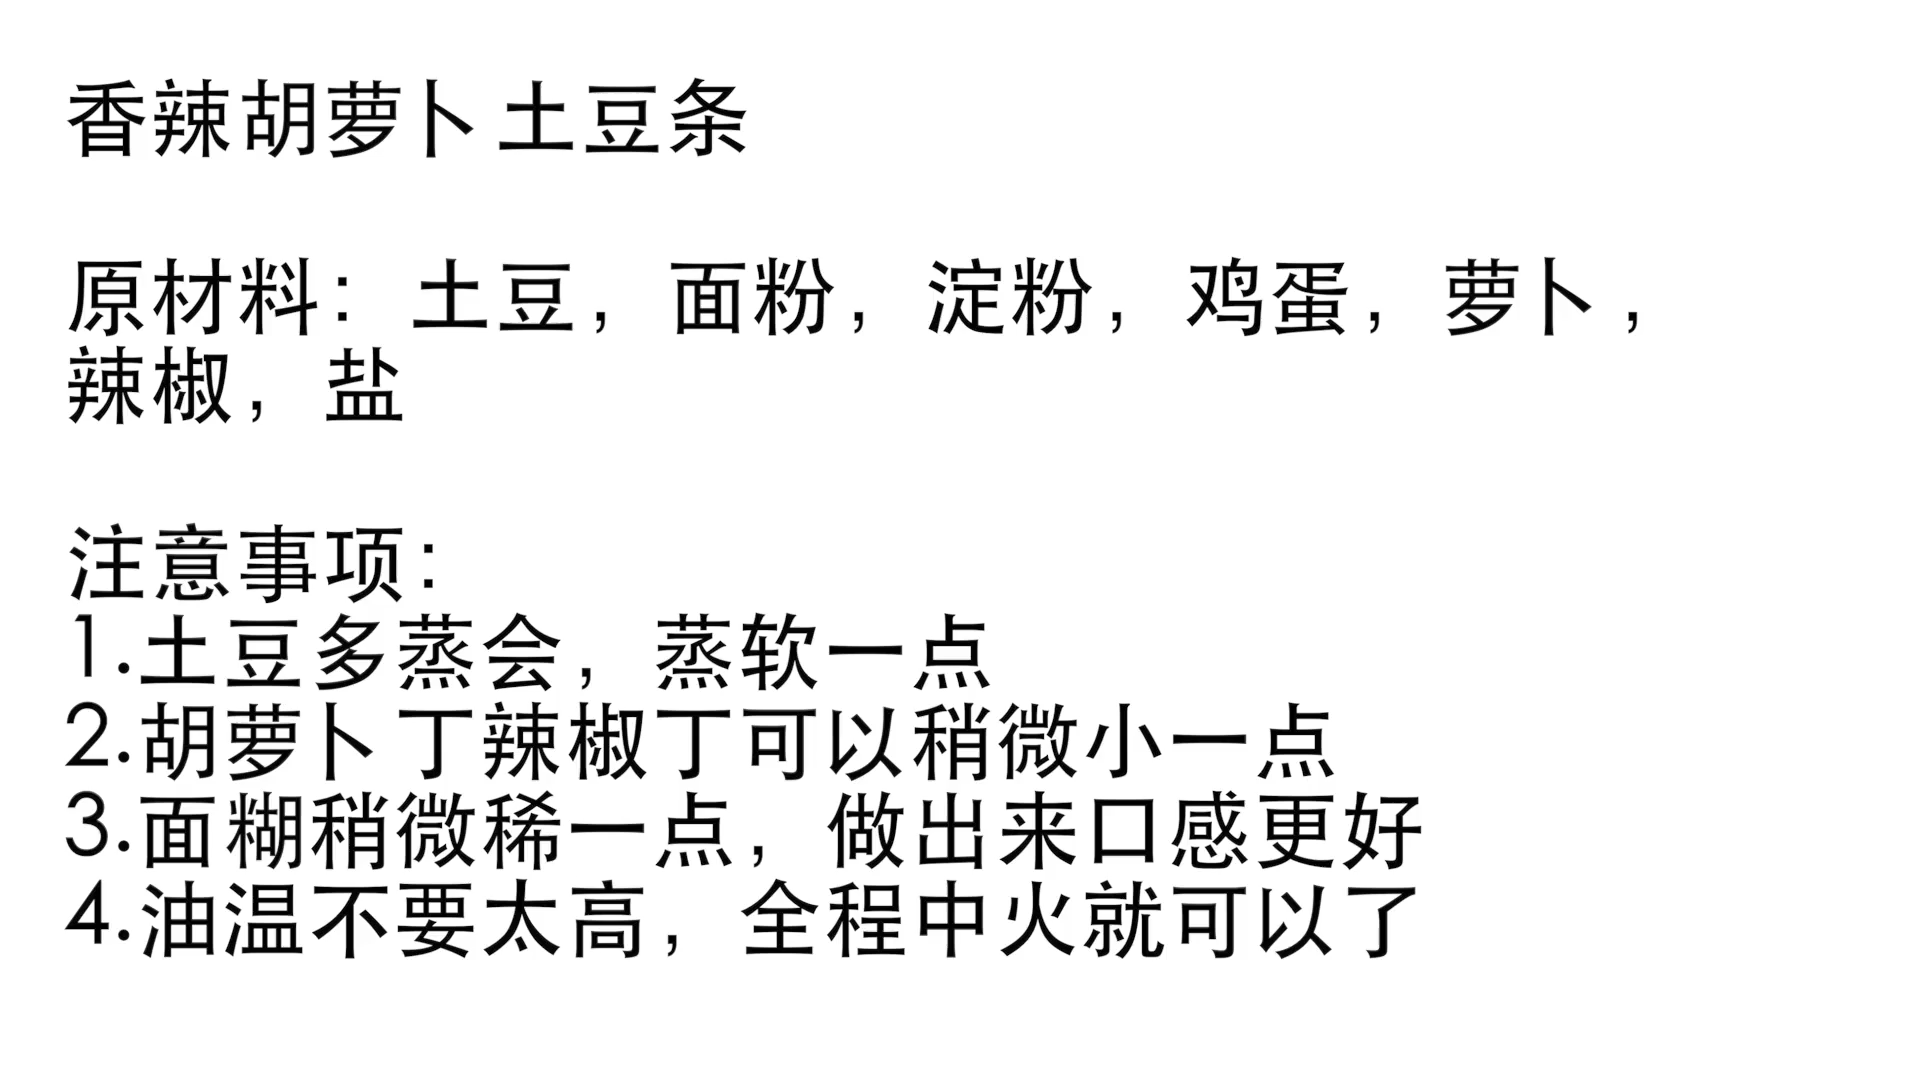 香辣胡萝卜土豆条
原材料：土豆，面粉，淀粉，鸡蛋，萝卜，
辣椒，盐
注意事项：
1.土豆多蒸会，蒸软一点
2.胡萝卜丁辣椒丁可以稍微小一点
3.面糊稍微稀一点，做出来口感更好
4.油温不要太高，全程中火就可以了